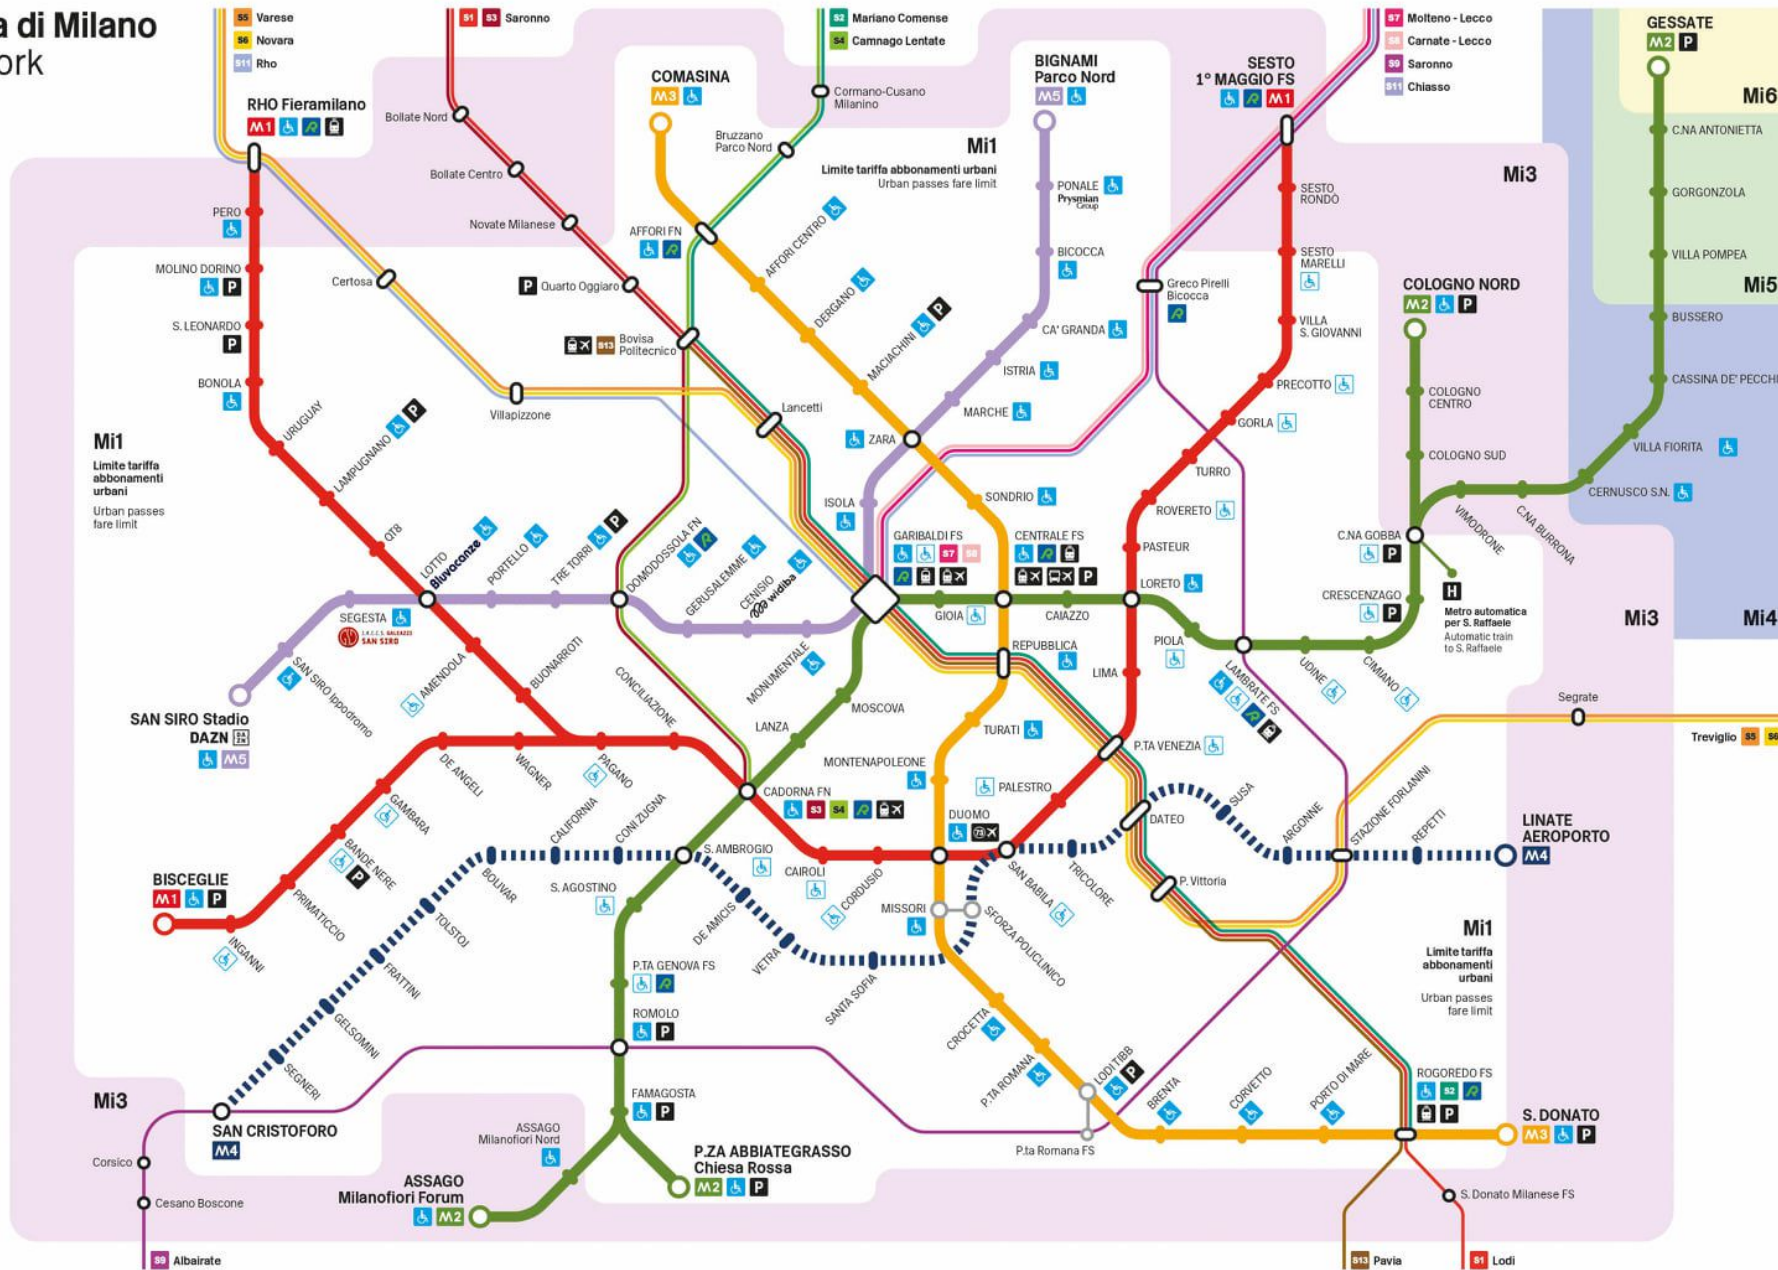 a di Milano
ork
S5 Varese
S6 Novara
S11 Rho
S1 S3 Saronno
S2 Mariano Comense
S4 Camnago Lentate
S7 Molteno - Lecco
S8 Carnate - Lecco
S9 Saronno
S11 Chiasso
GESSATE
M2 P
Mi6
C.NA ANTONIETTA
GORGONZOLA
VILLA POMPEA
Mi5
BUSSERO
CASSINA DE' PECCHI
VILLA FIORITA
CERNUSCO S.N.
C.NA BURRONA
VIMODRONE
Mi4
RHO Fieramilano
M1 R
PERO
MOLINO DORINO
P
S. LEONARDO
P
BONOLA
URUGUAY
LAMPUGNANO P
QT8
LOTTO
Bluvacanze
AMENDOLA
BUONARROTI
Mi1
Limite tariffa
abbonamenti
urbani
Urban passes
fare limit
Bollate Nord
Bollate Centro
Novate Milanese
P Quarto Oggiaro
S13 Bovisa
Politecnico
Certosa
Villapizzone
Lancetti
COMASINA
M3
Cormano-Cusano
Milanino
Bruzzano
Parco Nord
AFFORI FN
R
AFFORI CENTRO
DERGANO
MACIACHINI P
ZARA
SONDRIO
Mi1
Limite tariffa abbonamenti urbani
Urban passes fare limit
BIGNAMI
Parco Nord
M5
PONALE
Prysmian
Group
BICOCCA
CA' GRANDA
ISTRIA
MARCHE
ISOLA
SESTO
1° MAGGIO FS
R M1
SESTO
RONDÒ
SESTO
MARELLI
VILLA
S. GIOVANNI
PRECOTTO
GORLA
TURRO
ROVERETO
PASTEUR
LORETO
LIMA
Greco Pirelli
Bicocca
R
Mi3
COLOGNO NORD
M2 P
COLOGNO
CENTRO
COLOGNO SUD
C.NA GOBBA
P
CRESCENZAGO
P
H
Metro automatica
per S. Raffaele
Automatic train
to S. Raffaele
Mi3
GARIBALDI FS
S7 S8
R
CENTRALE FS
R
P
GIOIA
CAIAZZO
PIOLA
LAMBRATE FS
R
UDINE
CIMIANO
REPUBBLICA
MOSCOVA
LANZA
TURATI
MONTENAPOLEONE
P.TA VENEZIA
PALESTRO
SEGESTA
I.R.C.C.S. GALEAZZI
SAN SIRO
PORTELLO
TRE TORRI P
DOMODOSSOLA FN
R
GERUSALEMME
CENISIO
widiba
MONUMENTALE
SAN SIRO Ippodromo
SAN SIRO Stadio
DAZN
M5
CONCILIAZIONE
PAGANO
WAGNER
DE ANGELI
GAMBARA
BANDE NERE
P
PRIMATICCIO
INGANNI
BISCEGLIE
M1 P
CADORNA FN
S3 S4 R
CAIROLI
CORDUSIO
DUOMO
73
SAN BABILA
MISSORI
SFORZA POLICLINICO
TRICOLORE
DATEO
SUSA
ARGONNE
STAZIONE FORLANINI
REPETTI
LINATE
AEROPORTO
M4
Segrate
Treviglio S5 S6
P. Vittoria
CALIFORNIA
CONI ZUGNA
S. AMBROGIO
BOLIVAR
TOLSTOJ
FRATTINI
GELSOMINI
SEGNERI
SAN CRISTOFORO
M4
S. AGOSTINO
DE AMICIS
VETRA
SANTA SOFIA
P.TA GENOVA FS
R
ROMOLO
P
FAMAGOSTA
P
ASSAGO
Milanofiori Nord
ASSAGO
Milanofiori Forum
M2
P.ZA ABBIATEGRASSO
Chiesa Rossa
M2 P
CROCETTA
P.TA ROMANA
LODI TIBB
P
P.ta Romana FS
BRENTA
CORVETTO
PORTO DI MARE
ROGOREDO FS
S2 R
P
S. DONATO
M3 P
Mi1
Limite tariffa
abbonamenti
urbani
Urban passes
fare limit
Mi3
Corsico
Cesano Boscone
S9 Albairate
S. Donato Milanese FS
S13 Pavia
S1 Lodi